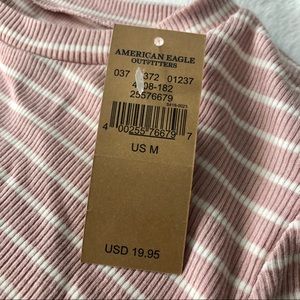 AMERICAN EAGLE
OUTFITTERS
037 372 01237
25576679
4 00255 76679 7
US M
USD 19.95